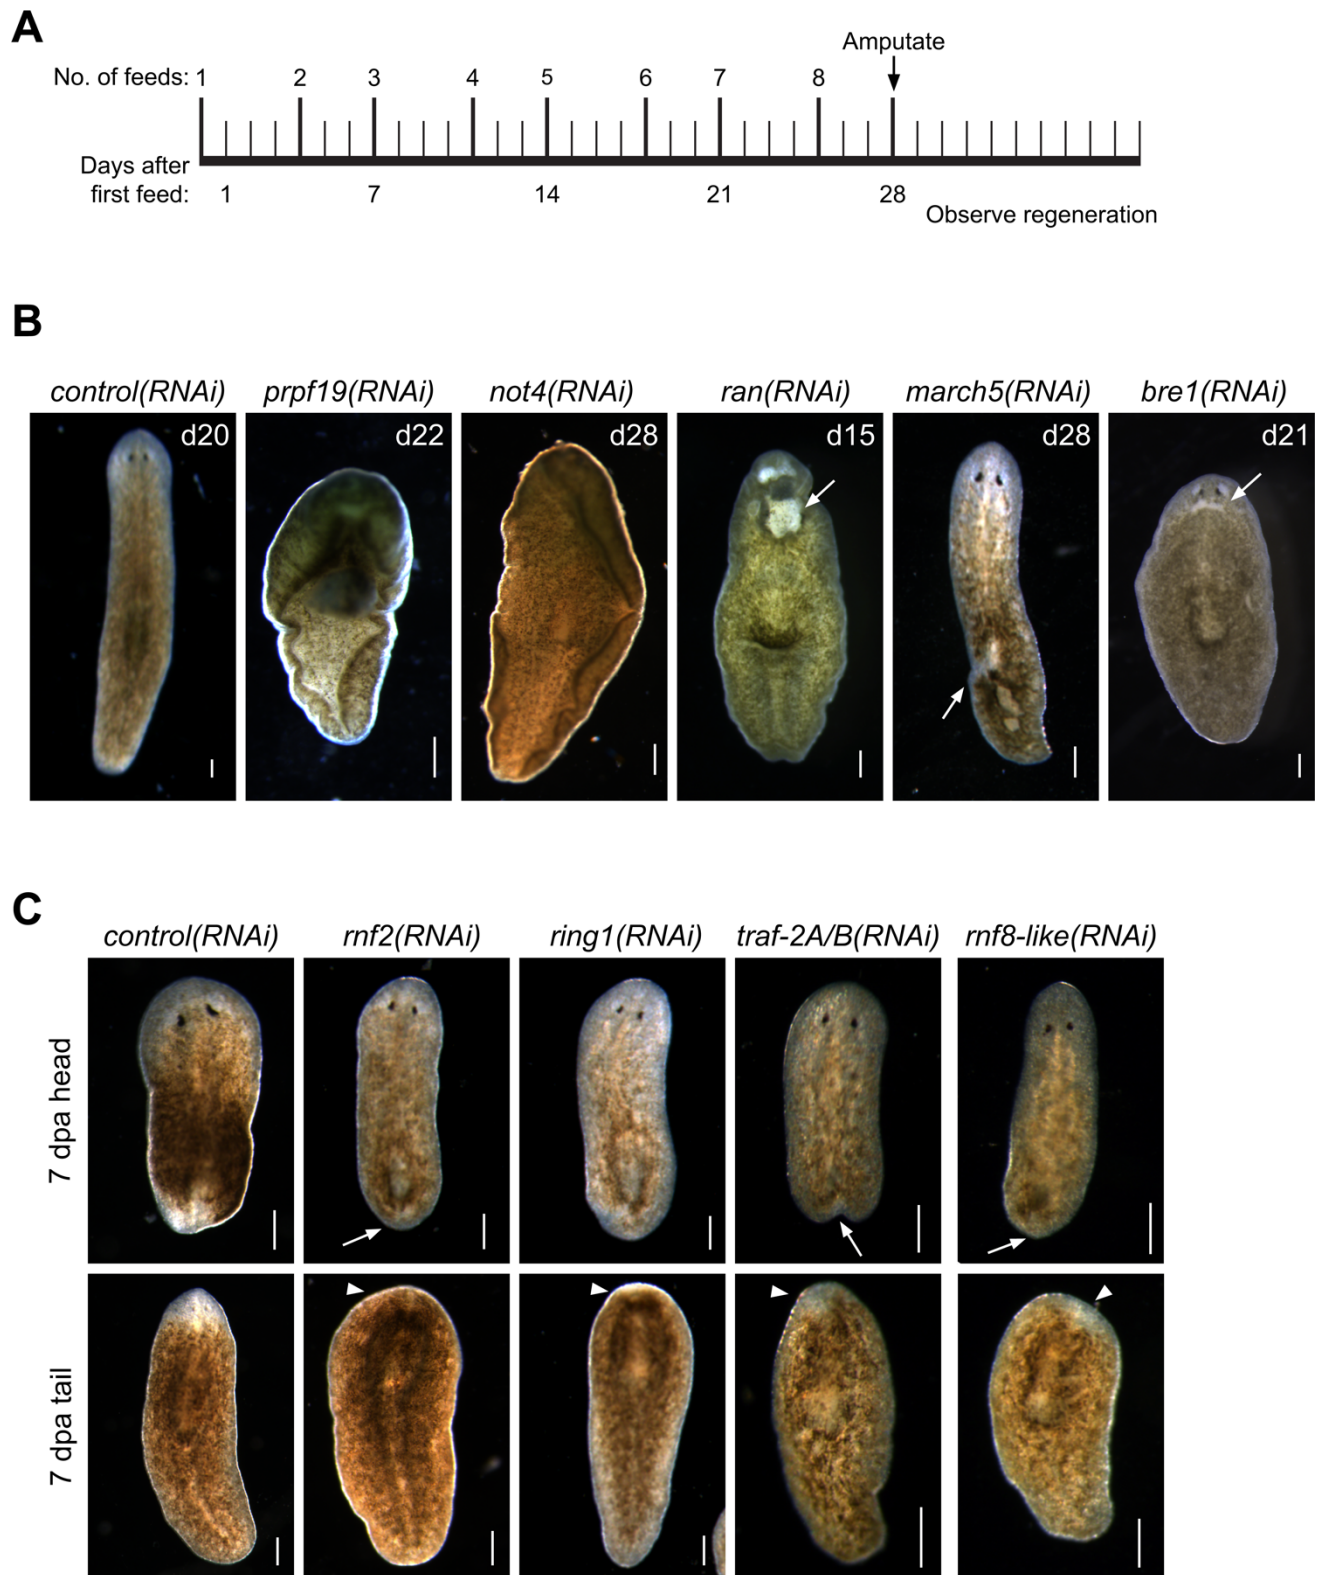 A
Amputate
No. of feeds: 1 2 3 4 5 6 7 8
Days after
first feed: 1 7 14 21 28
Observe regeneration
B
control(RNAi) prpf19(RNAi) not4(RNAi) ran(RNAi) march5(RNAi) bre1(RNAi)
d20 d22 d28 d15 d28 d21
C
control(RNAi) rnf2(RNAi) ring1(RNAi) traf-2A/B(RNAi) rnf8-like(RNAi)
7 dpa head
7 dpa tail